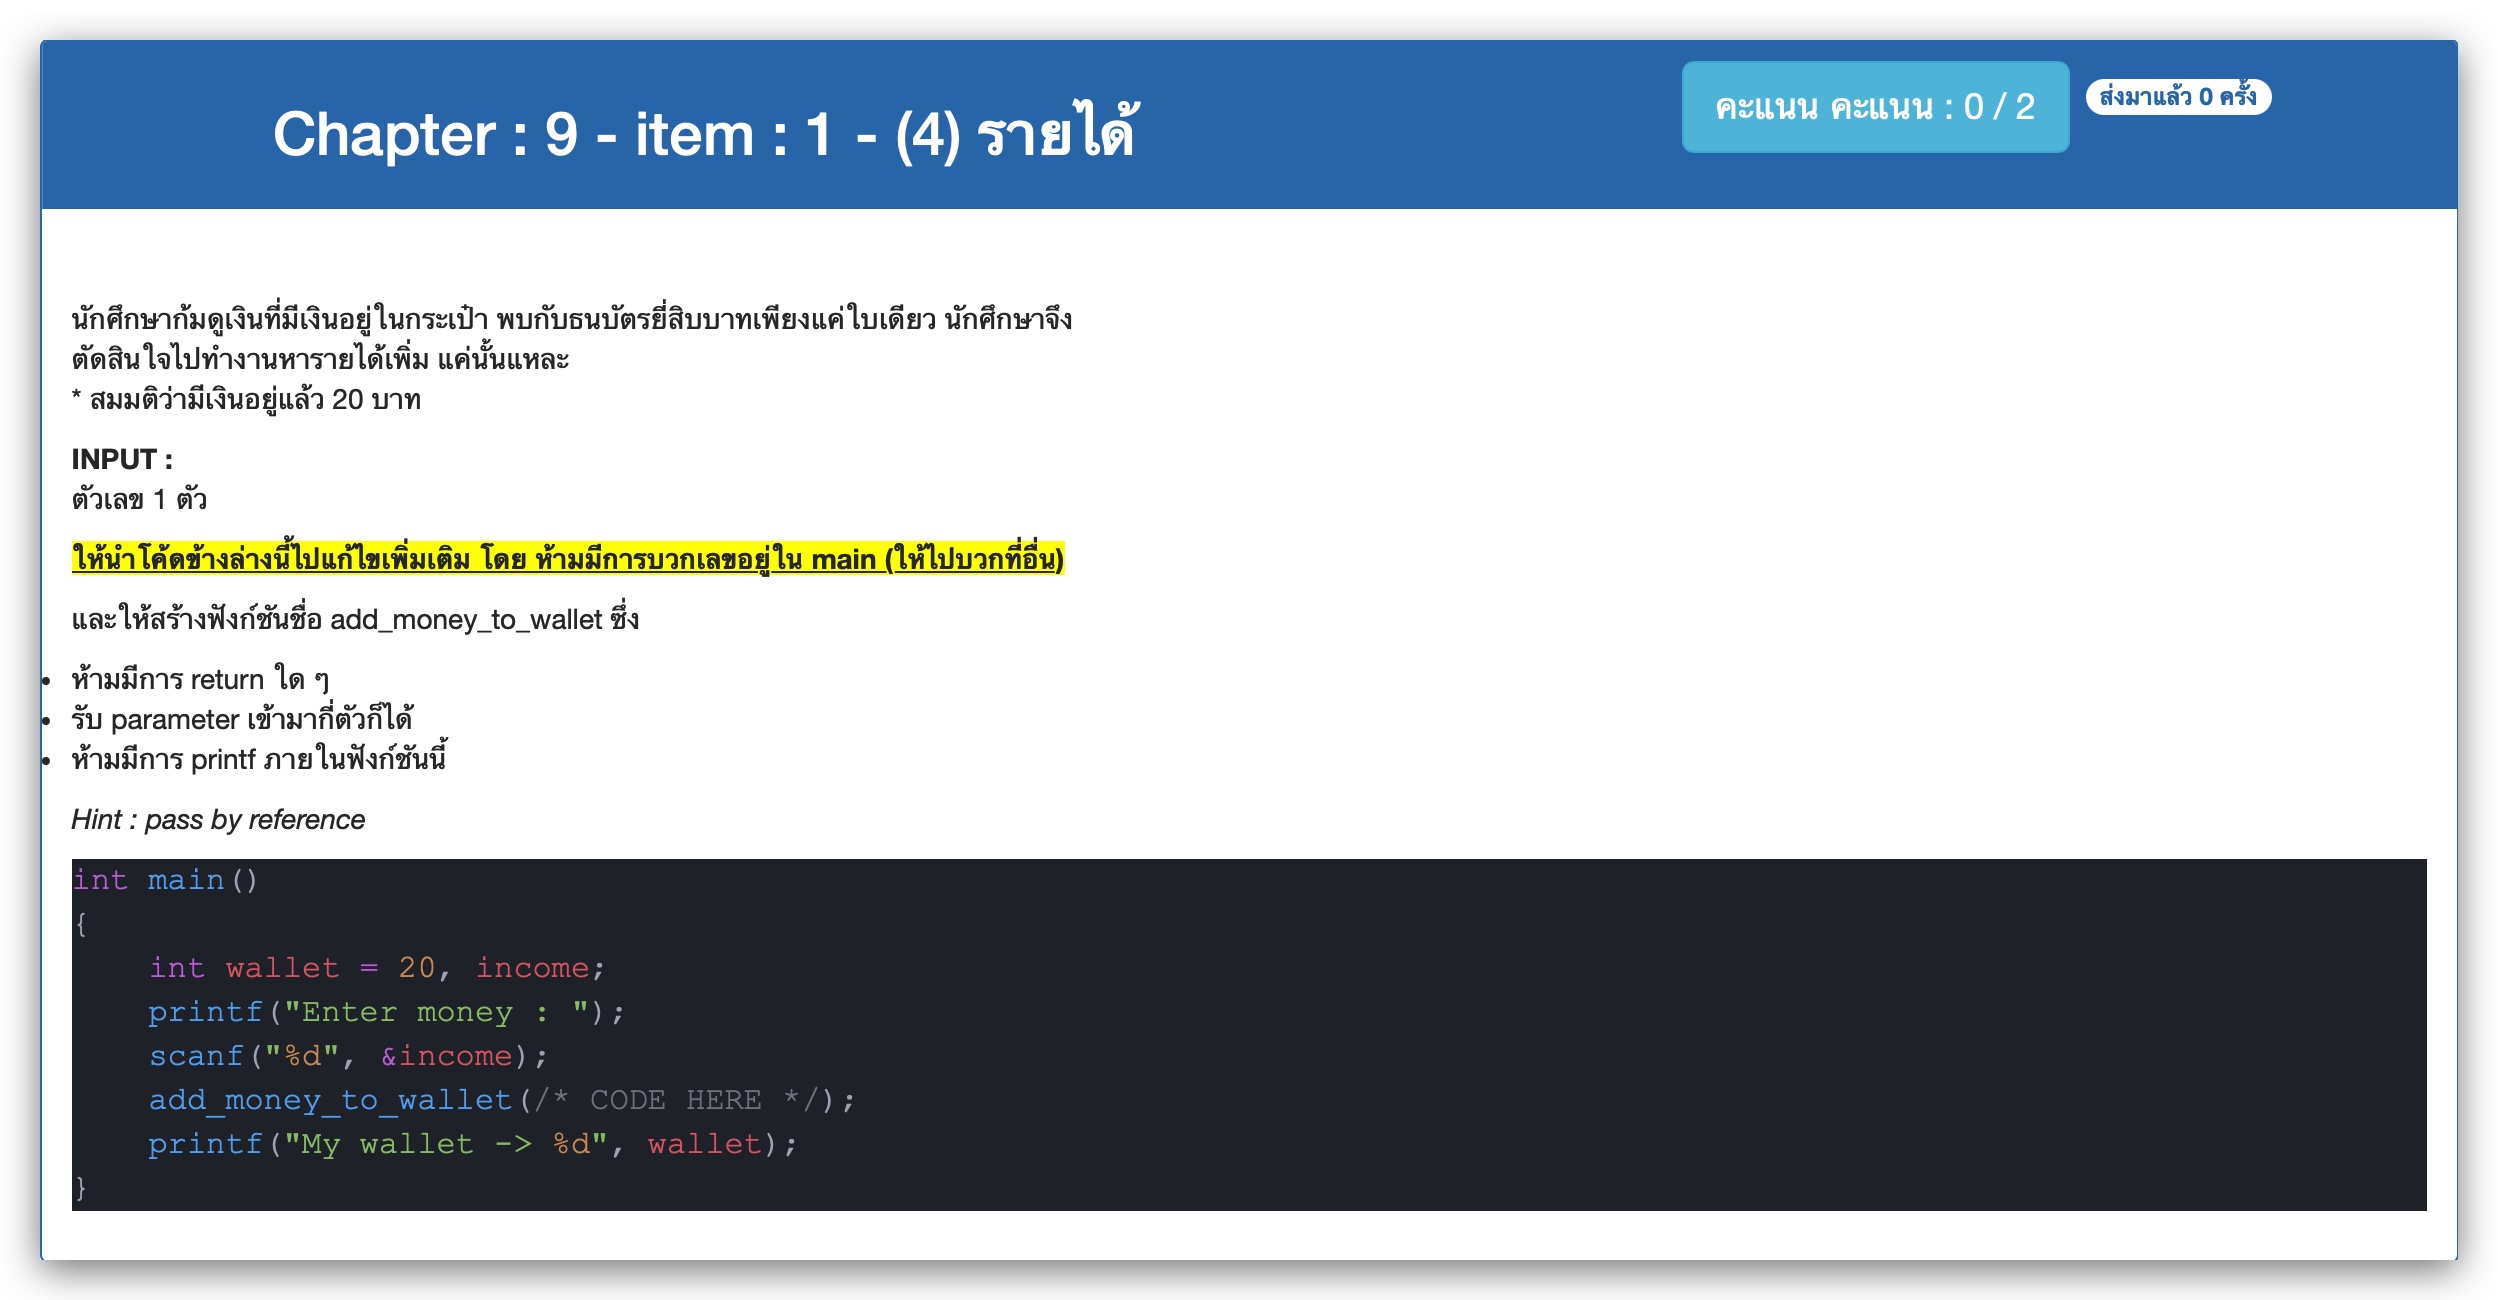 Chapter : 9 - item : 1 - (4) รายได้
คะแนน คะแนน : 0 / 2
ส่งมาแล้ว 0 ครั้ง
นักศึกษาก้มดูเงินที่มีเงินอยู่ในกระเป๋า พบกับธนบัตรยี่สิบบาทเพียงแค่ใบเดียว นักศึกษาจึง
ตัดสินใจไปทำงานหารายได้เพิ่ม แค่นั้นแหละ
* สมมติว่ามีเงินอยู่แล้ว 20 บาท
INPUT :
ตัวเลข 1 ตัว
ให้นำโค้ดข้างล่างนี้ไปแก้ไขเพิ่มเติม โดย ห้ามมีการบวกเลขอยู่ใน main (ให้ไปบวกที่อื่น)
และให้สร้างฟังก์ชันชื่อ add_money_to_wallet ซึ่ง
• ห้ามมีการ return ใด ๆ
• รับ parameter เข้ามากี่ตัวก็ได้
• ห้ามมีการ printf ภายในฟังก์ชันนี้
Hint : pass by reference
int main()
{
    int wallet = 20, income;
    printf("Enter money : ");
    scanf("%d", &income);
    add_money_to_wallet(/* CODE HERE */);
    printf("My wallet -> %d", wallet);
}